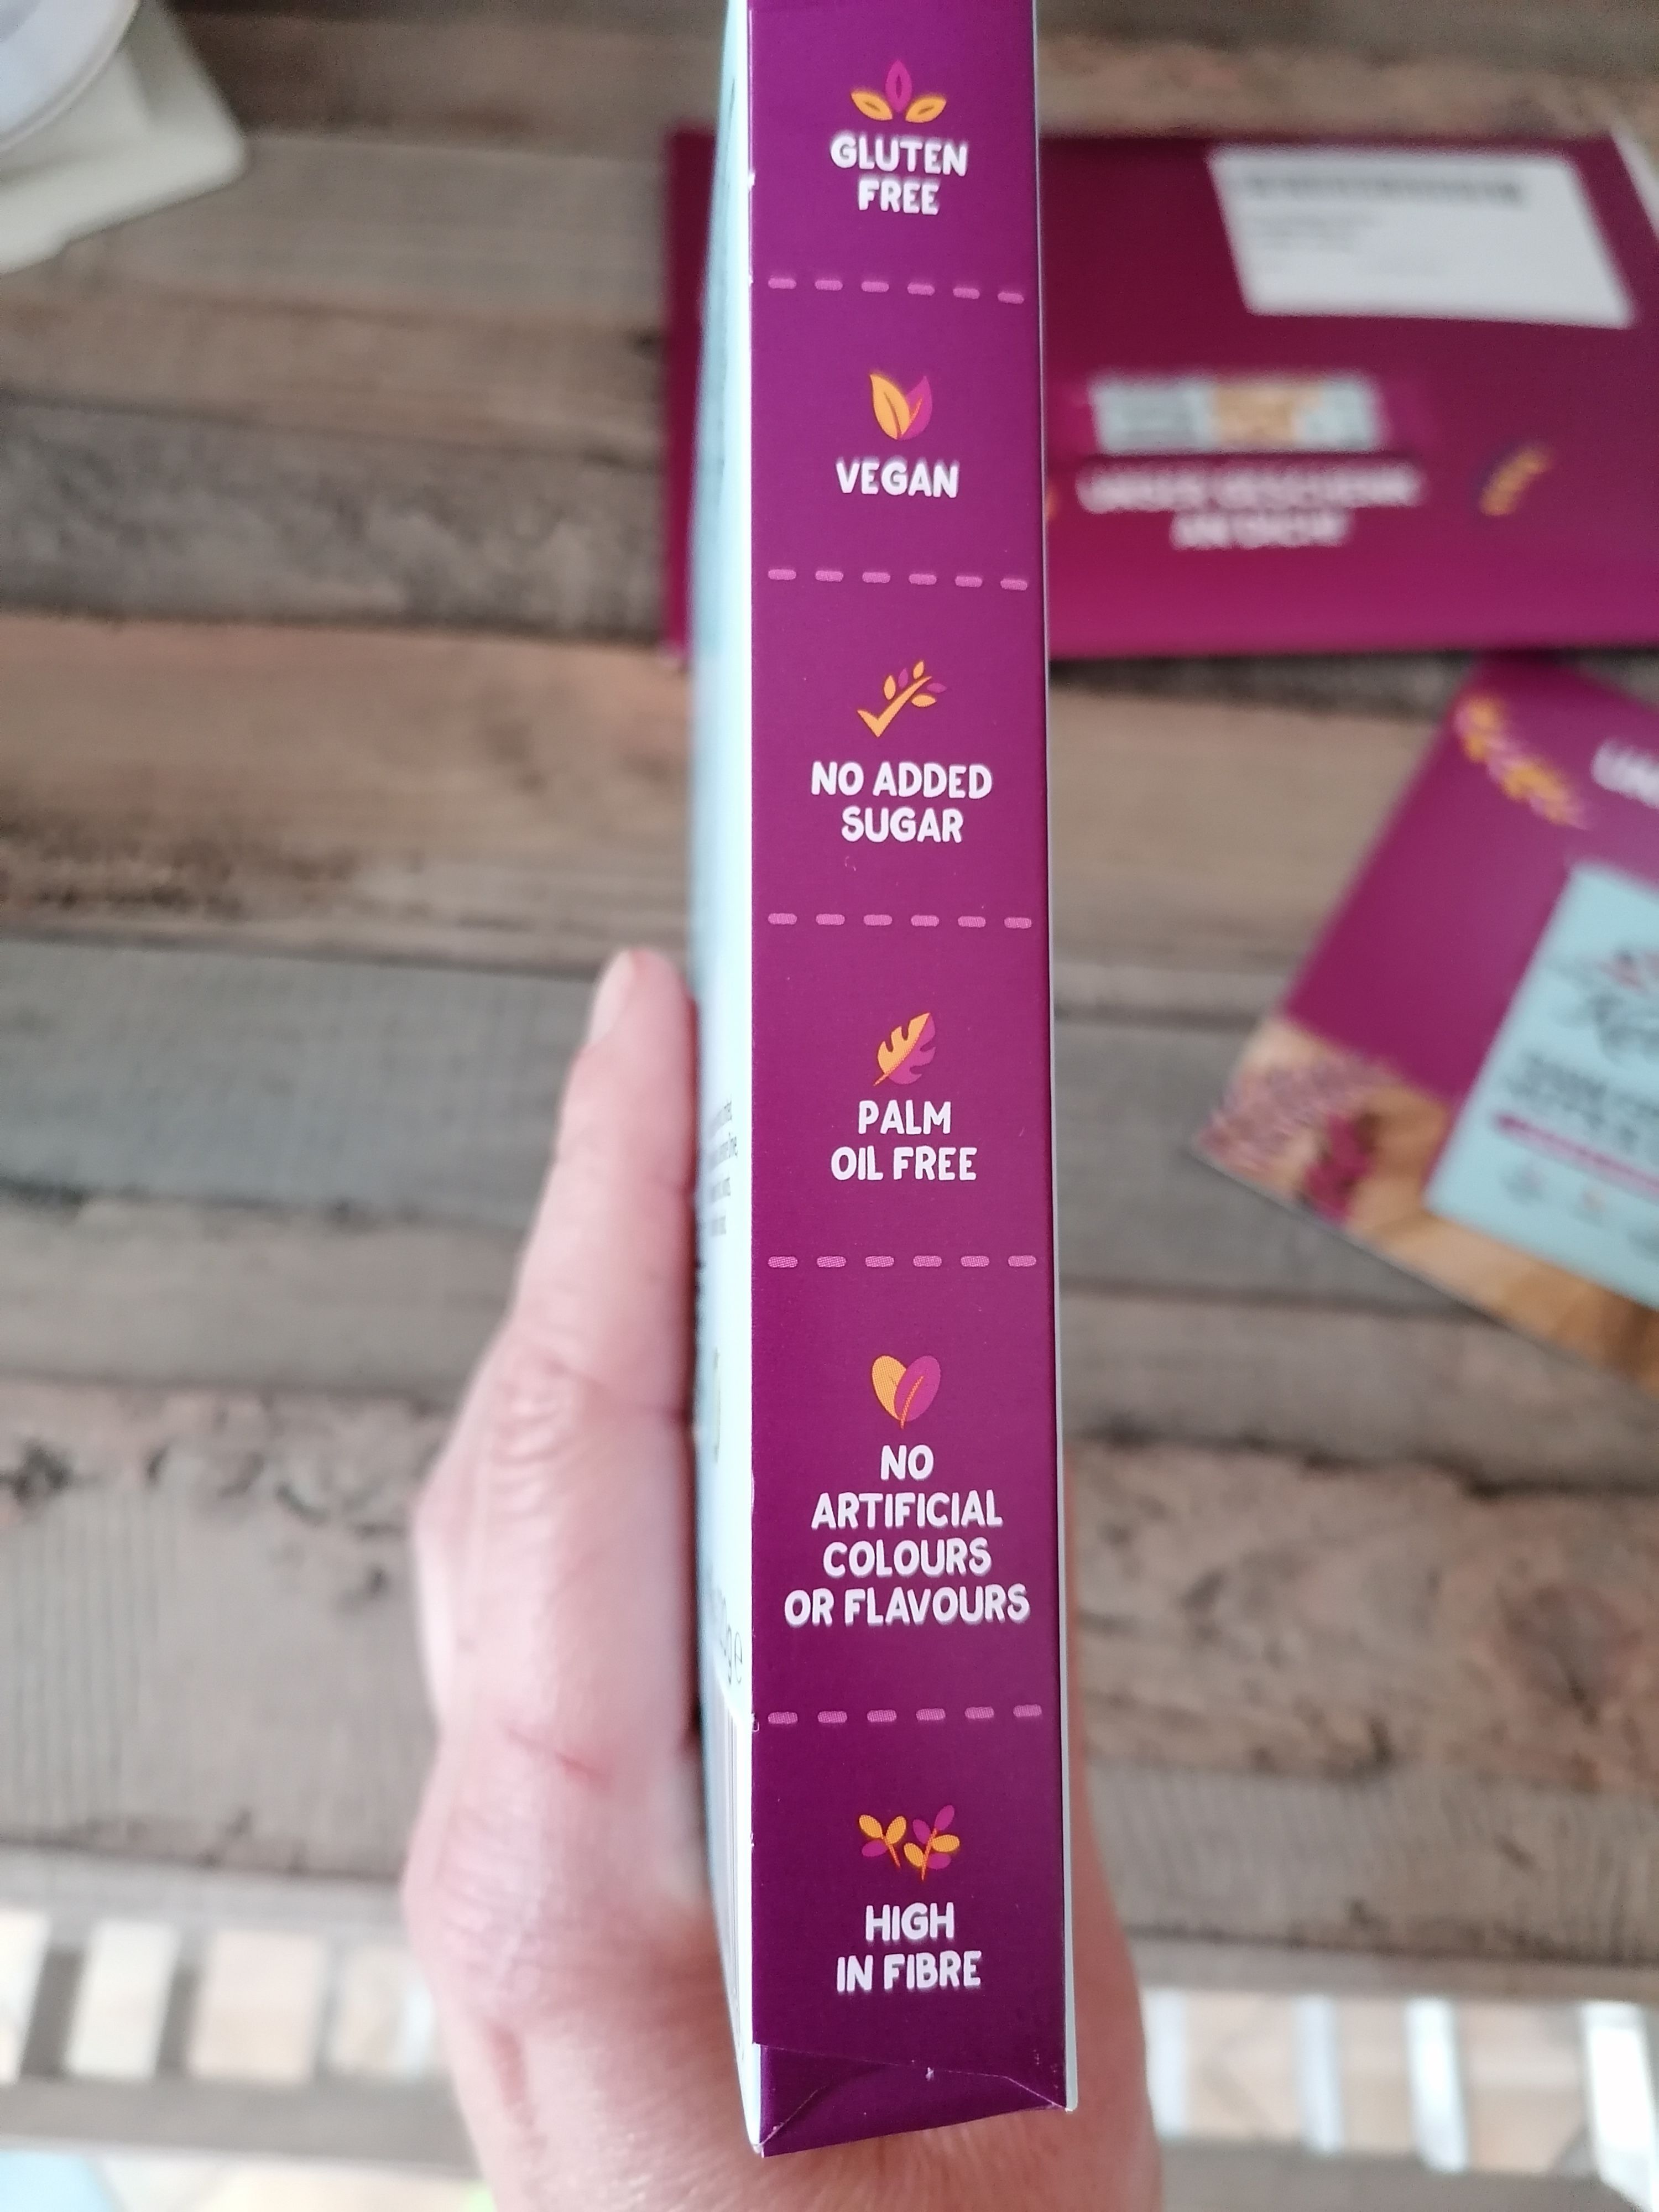 GLUTEN
FREE
VEGAN
NO ADDED
SUGAR
PALM
OIL FREE
NO
ARTIFICIAL
COLOURS
OR FLAVOURS
HIGH
IN FIBRE